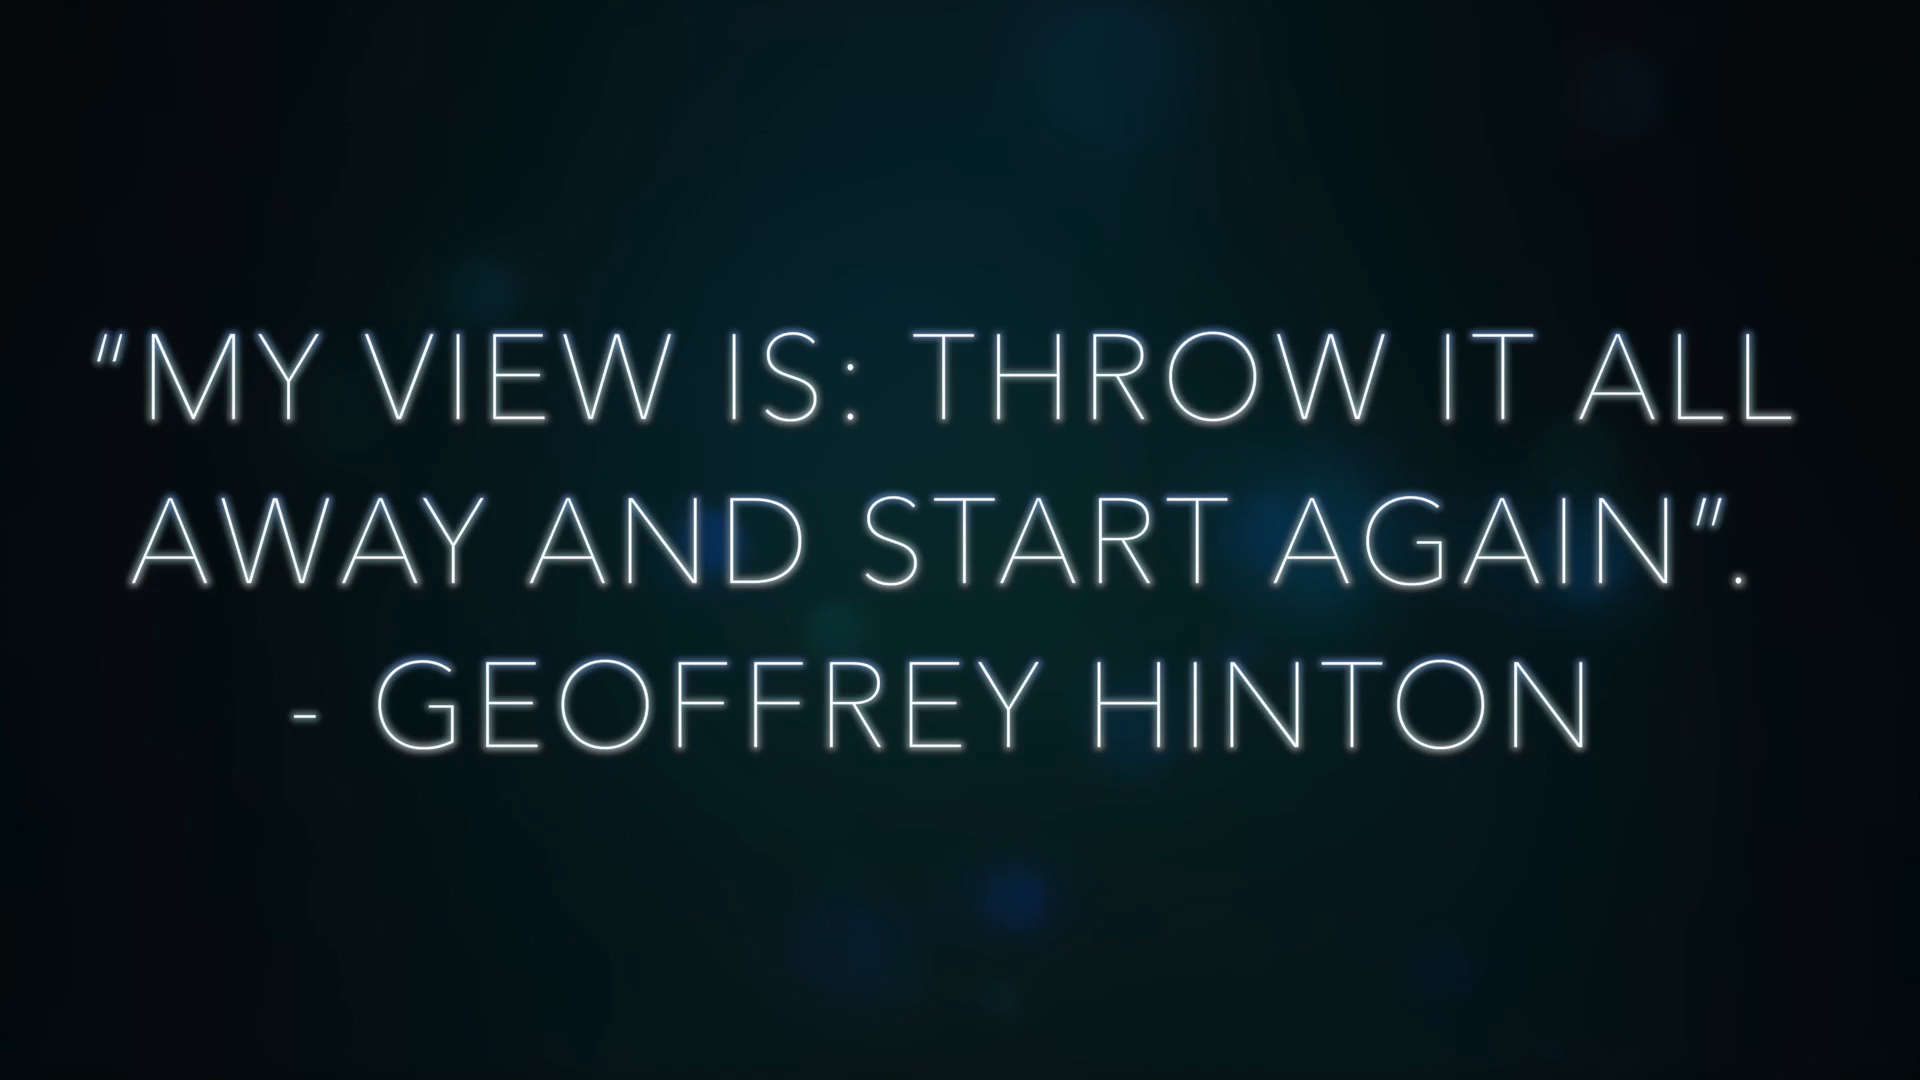 "MY VIEW IS: THROW IT ALL
AWAY AND START AGAIN".
- GEOFFREY HINTON